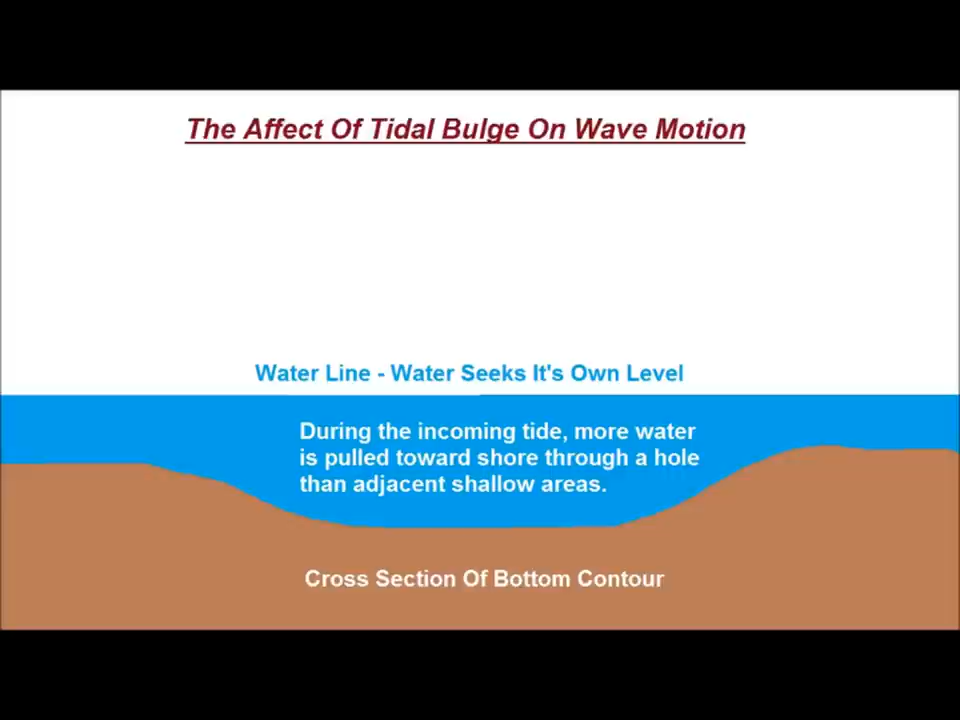 The Affect Of Tidal Bulge On Wave Motion
Water Line - Water Seeks It's Own Level
During the incoming tide, more water
is pulled toward shore through a hole
than adjacent shallow areas.
Cross Section Of Bottom Contour